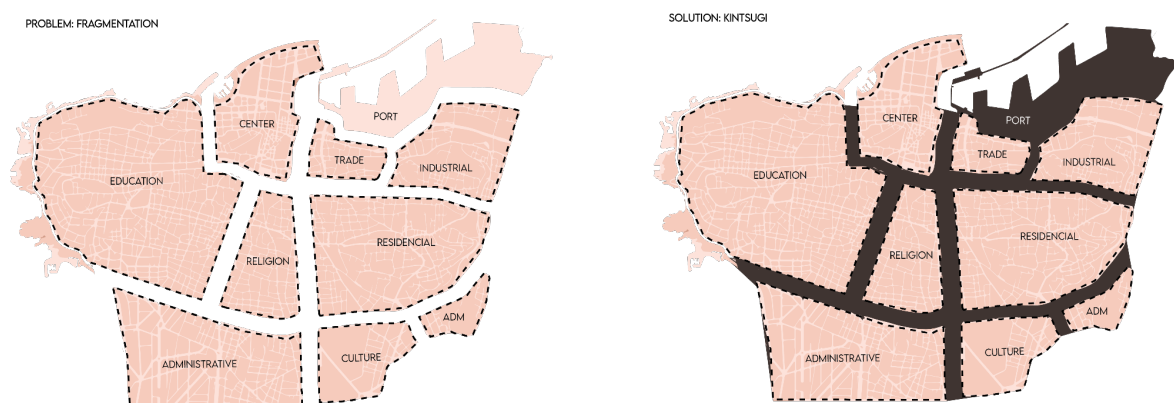 PROBLEM: FRAGMENTATION
CENTER
PORT
TRADE
INDUSTRIAL
EDUCATION
RESIDENCIAL
RELIGION
ADM
ADMINISTRATIVE
CULTURE
SOLUTION: KINTSUGI
CENTER
PORT
TRADE
INDUSTRIAL
EDUCATION
RESIDENCIAL
RELIGION
ADM
ADMINISTRATIVE
CULTURE